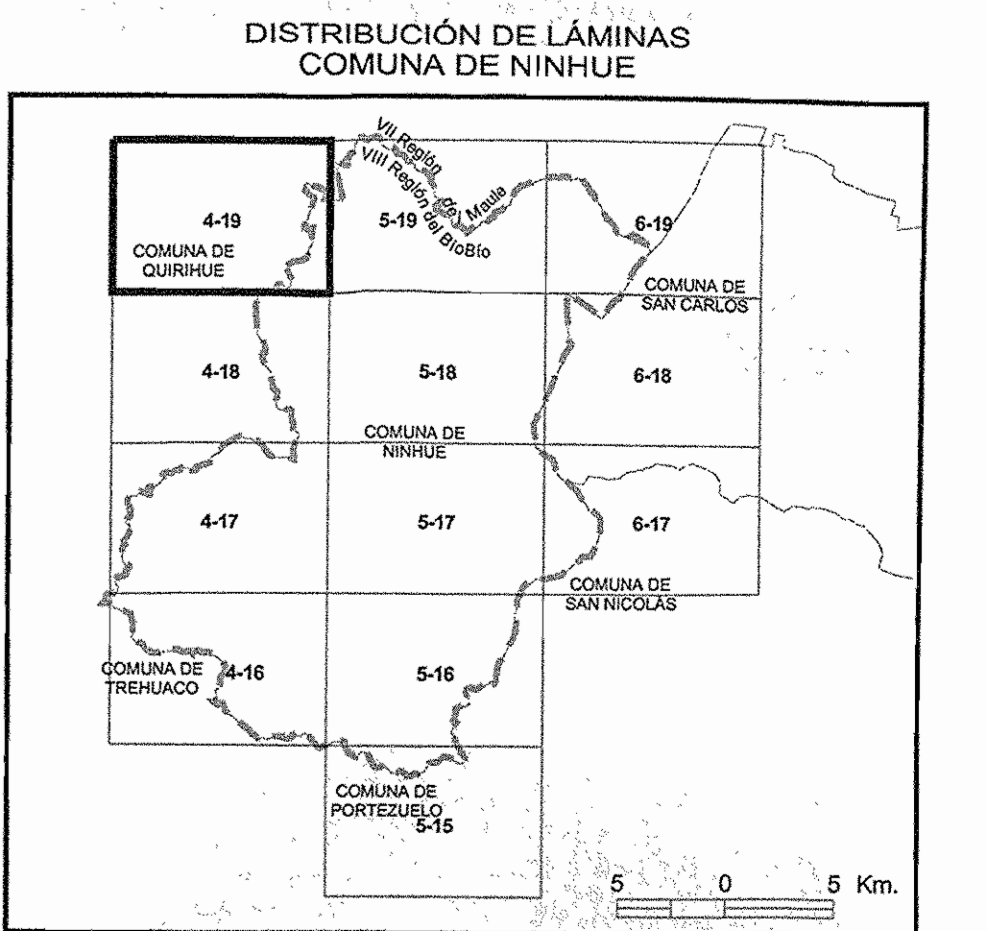 DISTRIBUCIÓN DE LÁMINAS
COMUNA DE NINHUE
VII Región del Maule
VIII Región del BíoBío
4-19
5-19
6-19
COMUNA DE
QUIRIHUE
COMUNA DE
SAN CARLOS
4-18
5-18
6-18
COMUNA DE
NINHUE
4-17
5-17
6-17
COMUNA DE
SAN NICOLÁS
COMUNA DE
TREHUACO
4-16
5-16
COMUNA DE
PORTEZUELO
5-15
5 0 5 Km.